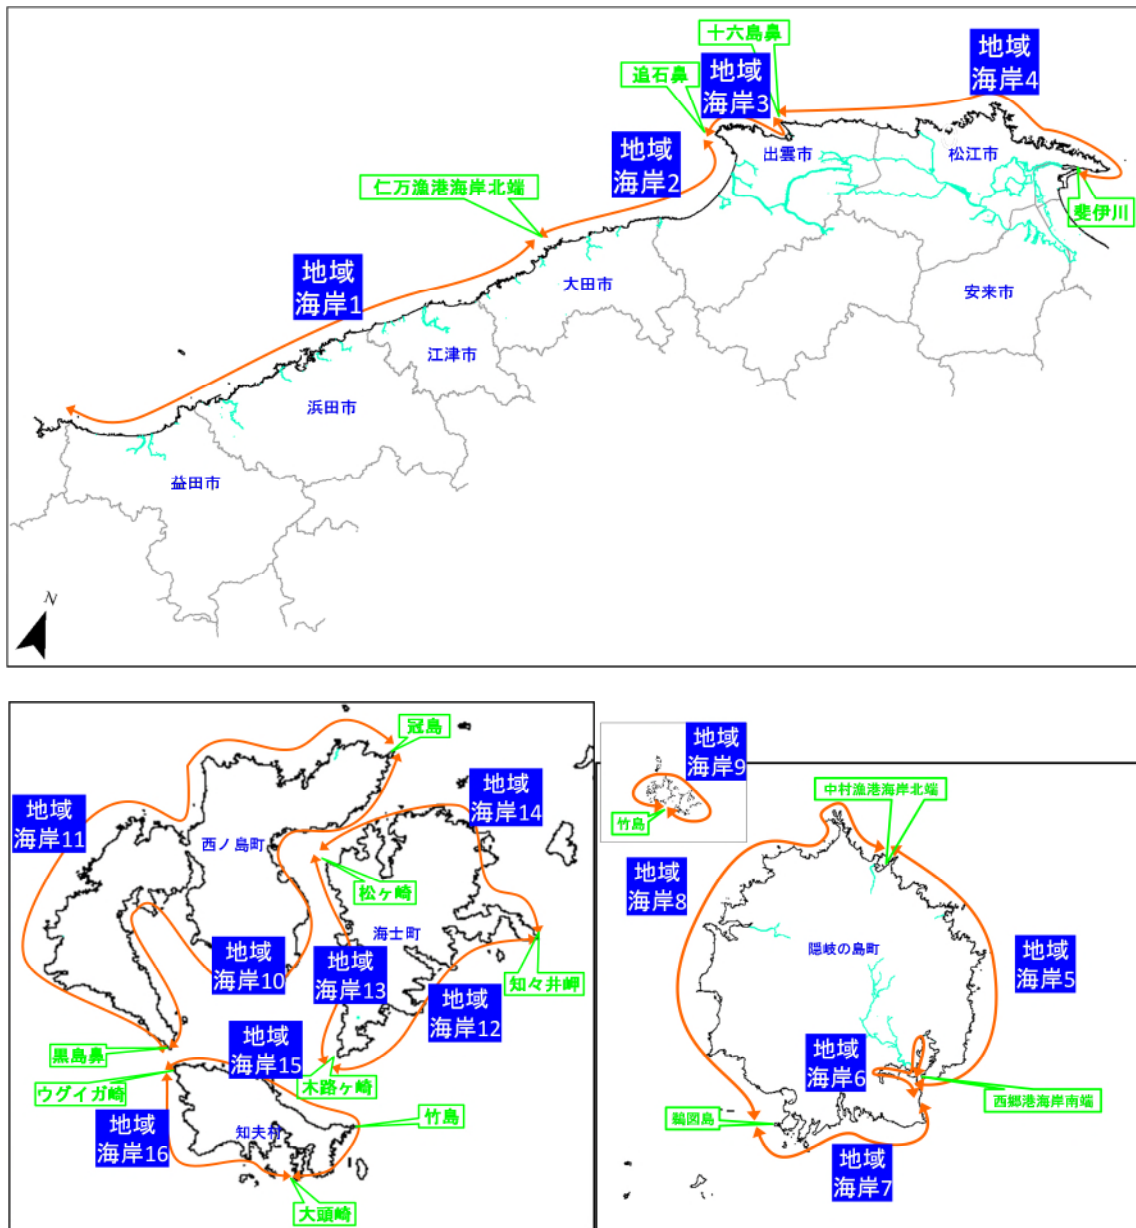 十六島鼻
追石鼻
地域
海岸3
地域
海岸4
地域
海岸2
出雲市
松江市
仁万漁港海岸北端
斐伊川
地域
海岸1
大田市
安来市
江津市
浜田市
益田市
N
冠島
地域
海岸11
地域
海岸14
西ノ島町
松ヶ崎
海士町
地域
海岸10
地域
海岸13
知々井岬
地域
海岸12
黒島鼻
ウグイガ崎
地域
海岸15
木路ヶ崎
竹島
知夫村
地域
海岸16
大頭崎
地域
海岸9
竹島
中村漁港海岸北端
地域
海岸8
隠岐の島町
地域
海岸5
地域
海岸6
西郷港海岸南端
鵜図島
地域
海岸7